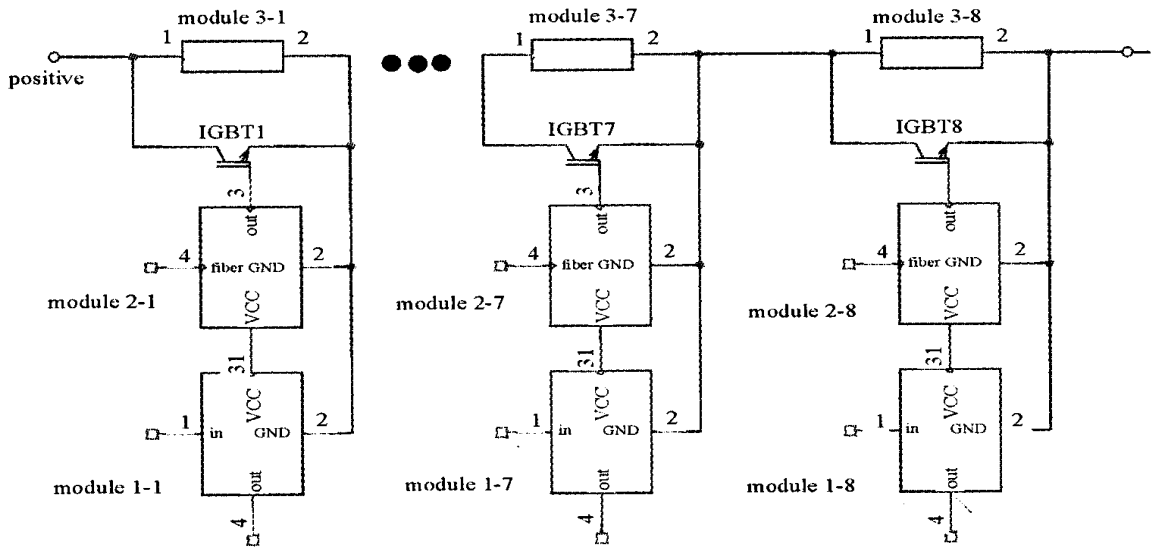 module 3-1
module 3-7
module 3-8
1 2
1 2
1 2
positive
IGBT1
IGBT7
IGBT8
3
3
out
out
out
4 fiber GND 2
4 fiber GND 2
4 fiber GND 2
module 2-1
module 2-7
module 2-8
VCC
VCC
VCC
31
31
31
VCC
VCC
VCC
1 in GND 2
1 in GND 2
1 in GND 2
module 1-1
module 1-7
module 1-8
out
out
out
4
4
4